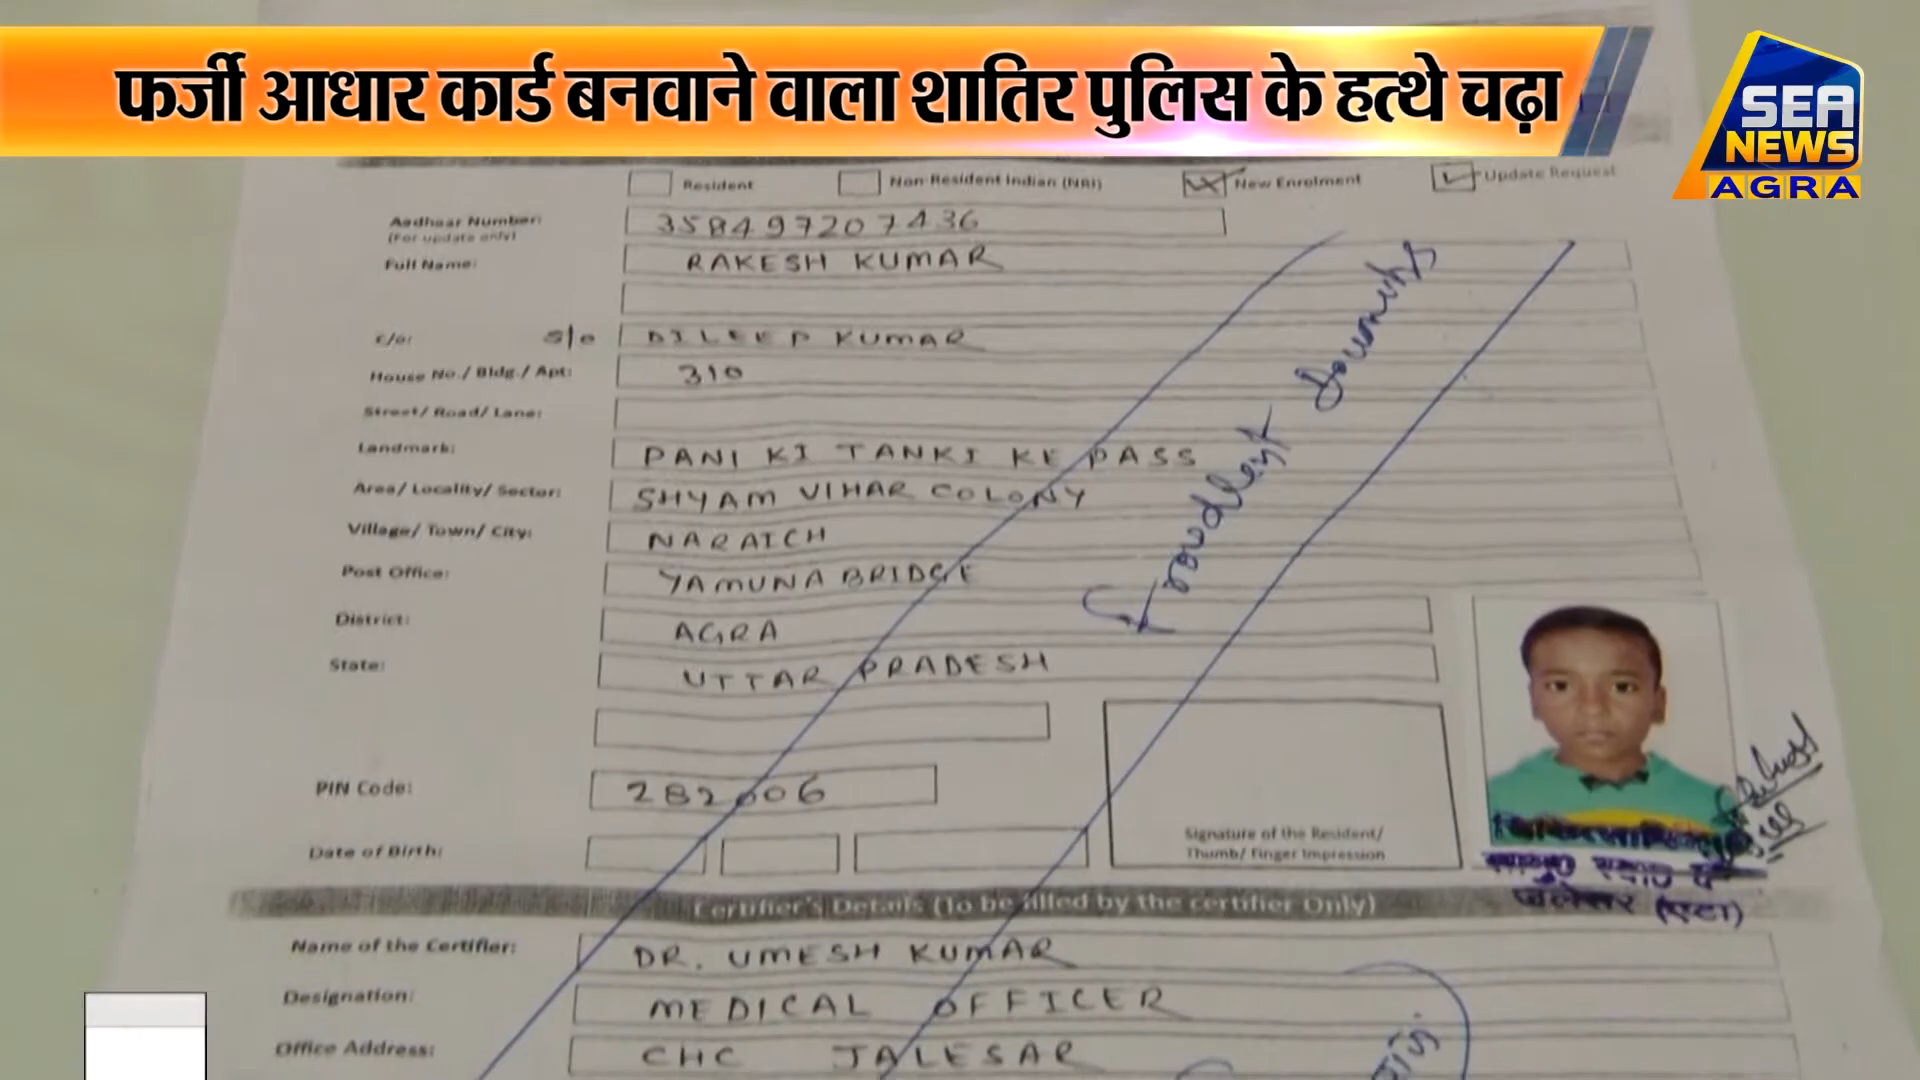 फर्जी आधार कार्ड बनवाने वाला शातिर पुलिस के हत्थे चढ़ा
SEA
NEWS
AGRA
Resident Non-Resident Indian (NRI) New Enrolment Update Request
Aadhaar Number: 358497207436
(For update only)
Full Name: RAKESH KUMAR
C/o: S/o DILEEP KUMAR
House No./ Bldg./ Apt: 310
Street/ Road/ Lane:
Landmark: PANI KI TANKI KE PASS
Area/ Locality/ Sector: SHYAM VIHAR COLONY
Village/ Town/ City: NARAICH
Post Office: YAMUNA BRIDGE
District: AGRA
State: UTTAR PRADESH
PIN Code: 282006
Signature of the Resident/
Thumb/ Finger Impression
Date of Birth:
जलेसर (एटा)
Certifier's Details (To be filled by the certifier Only)
Name of the Certifier: DR. UMESH KUMAR
Designation: MEDICAL OFFICER
Office Address: CHC JALESAR